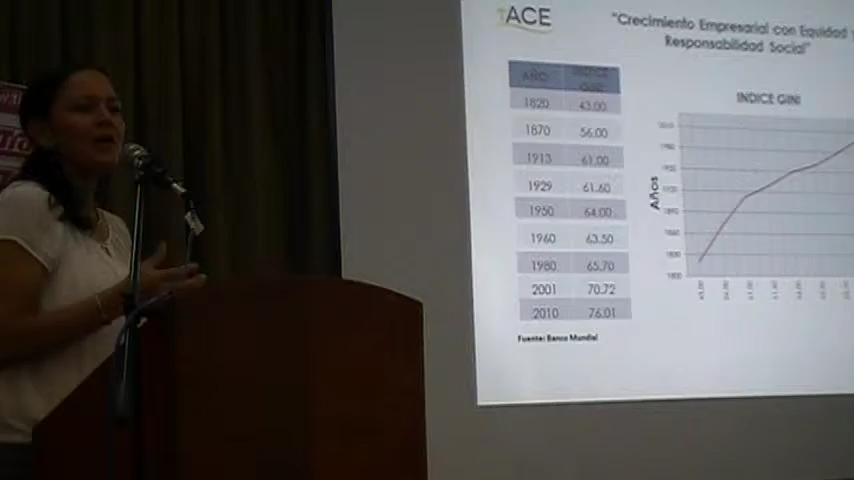 ACE
"Crecimiento Empresarial con Equidad y
Responsabilidad Social"
AÑO INDICE GINI
1820 43.00
1870 56.00
1913 61.00
1929 61.60
1950 64.00
1960 63.50
1980 65.70
2001 70.72
2010 76.01
Fuente: Banco Mundial
INDICE GINI
Años
1800